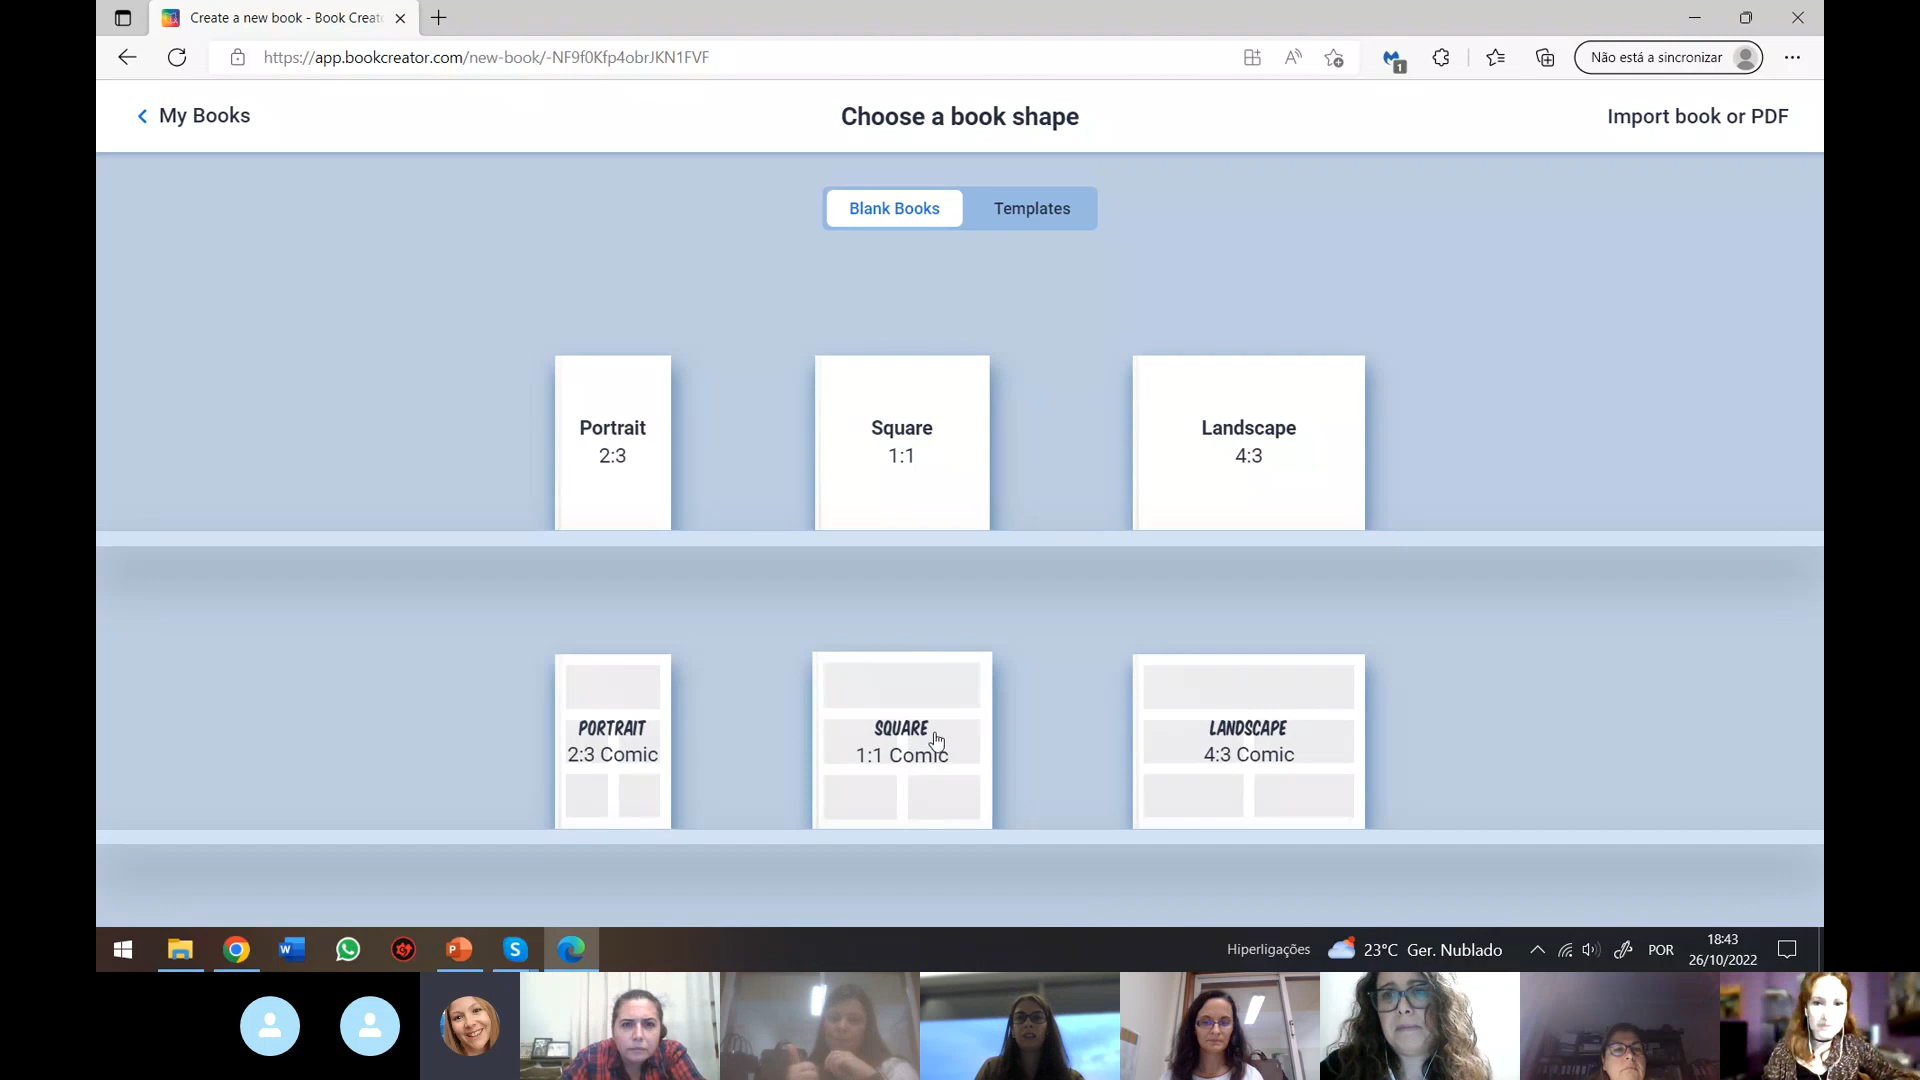 Create a new book - Book Creat
https://app.bookcreator.com/new-book/-NF9f0Kfp4obrJKN1FVF
1
Não está a sincronizar
My Books
Choose a book shape
Import book or PDF
Blank Books
Templates
Portrait
2:3
Square
1:1
Landscape
4:3
PORTRAIT
2:3 Comic
SQUARE
1:1 Comic
LANDSCAPE
4:3 Comic
Hiperligações
23°C Ger. Nublado
POR
18:43
26/10/2022